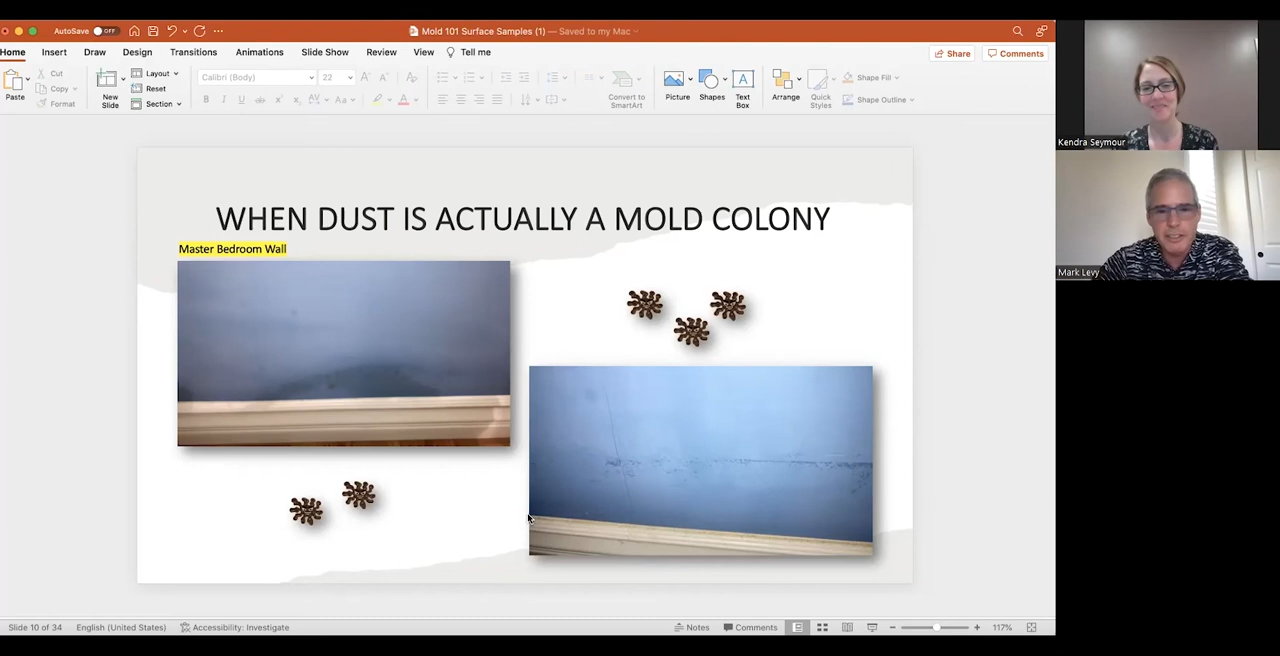 AutoSave OFF
Mold 101 Surface Samples (1) — Saved to my Mac
Home Insert Draw Design Transitions Animations Slide Show Review View Tell me
Share Comments
Paste
Cut
Copy
Format
New Slide
Layout
Reset
Section
Calibri (Body) 22
Convert to SmartArt
Picture
Shapes
Text Box
Arrange
Quick Styles
Shape Fill
Shape Outline
WHEN DUST IS ACTUALLY A MOLD COLONY
Master Bedroom Wall
Kendra Seymour
Mark Levy
Slide 10 of 34 English (United States) Accessibility: Investigate
Notes Comments 117%